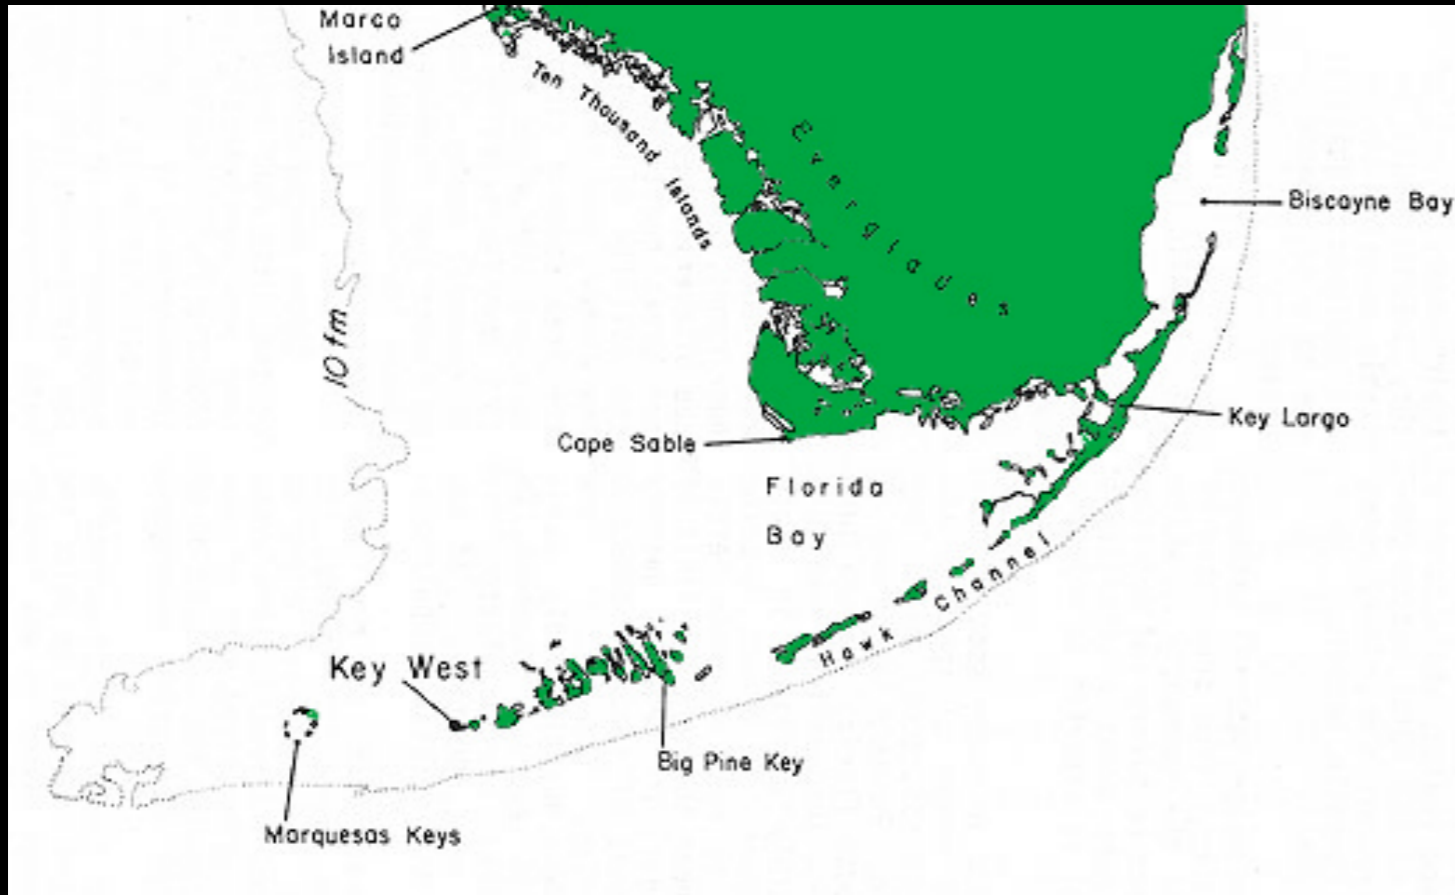 Marco
Island
Ten Thousand Islands
Everglades
Biscayne Bay
10 fm
Key Largo
Cape Sable
Florida
Bay
Hawk Channel
Key West
Big Pine Key
Marquesas Keys